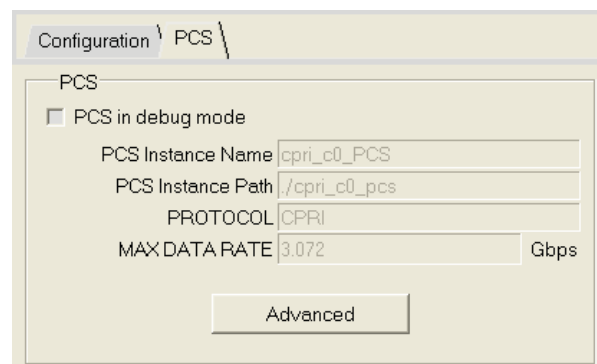 Configuration PCS
PCS
PCS in debug mode
PCS Instance Name cpri_c0_PCS
PCS Instance Path ./cpri_c0_pcs
PROTOCOL CPRI
MAX DATA RATE 3.072 Gbps
Advanced